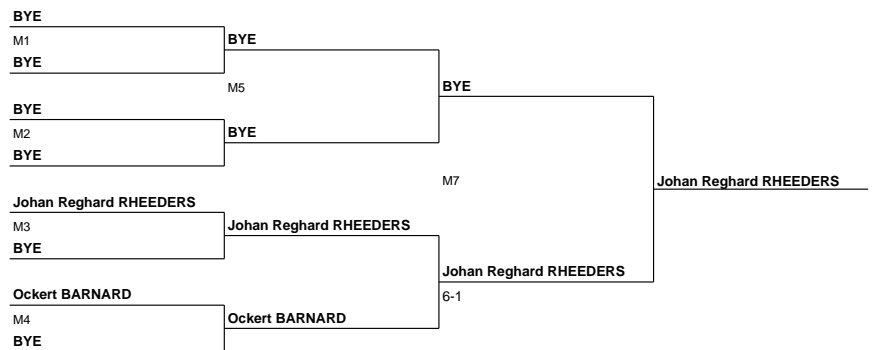 BYE
M1
BYE
BYE
M5
BYE
BYE
M2
BYE
BYE
M7
Johan Reghard RHEEDERS
Johan Reghard RHEEDERS
M3
Johan Reghard RHEEDERS
BYE
Johan Reghard RHEEDERS
6-1
Ockert BARNARD
M4
Ockert BARNARD
BYE